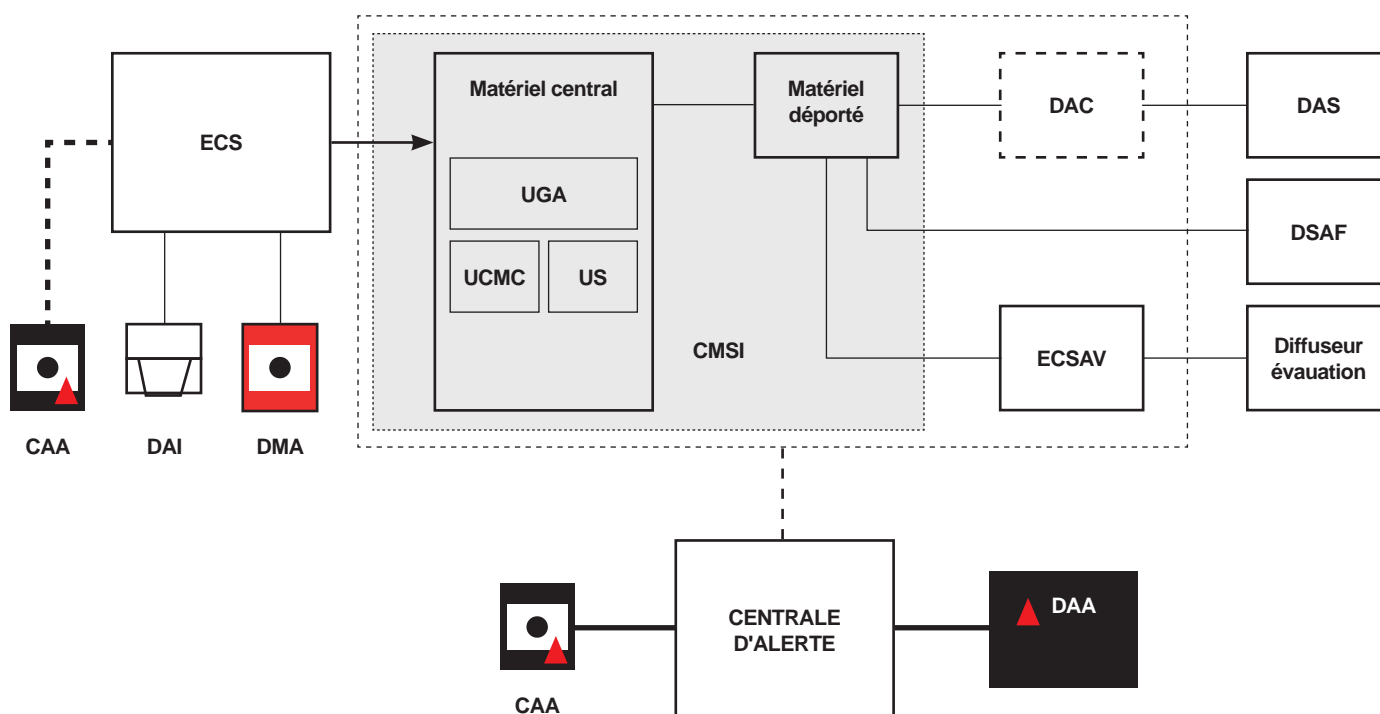 ECS
Matériel central
UGA
UCMC
US
CMSI
Matériel
déporté
DAC
DAS
DSAF
ECSAV
Diffuseur
évauation
CAA
DAI
DMA
CAA
CENTRALE
D'ALERTE
DAA